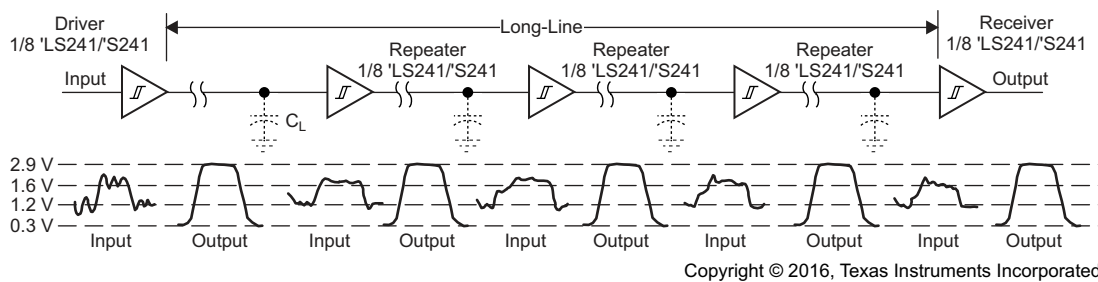 Driver
1/8 'LS241/'S241
Long-Line
Receiver
1/8 'LS241/'S241
Repeater
1/8 'LS241/'S241
Repeater
1/8 'LS241/'S241
Repeater
1/8 'LS241/'S241
Input
Output
CL
2.9 V
1.6 V
1.2 V
0.3 V
Input
Output
Input
Output
Input
Output
Input
Output
Input
Output
Copyright © 2016, Texas Instruments Incorporated